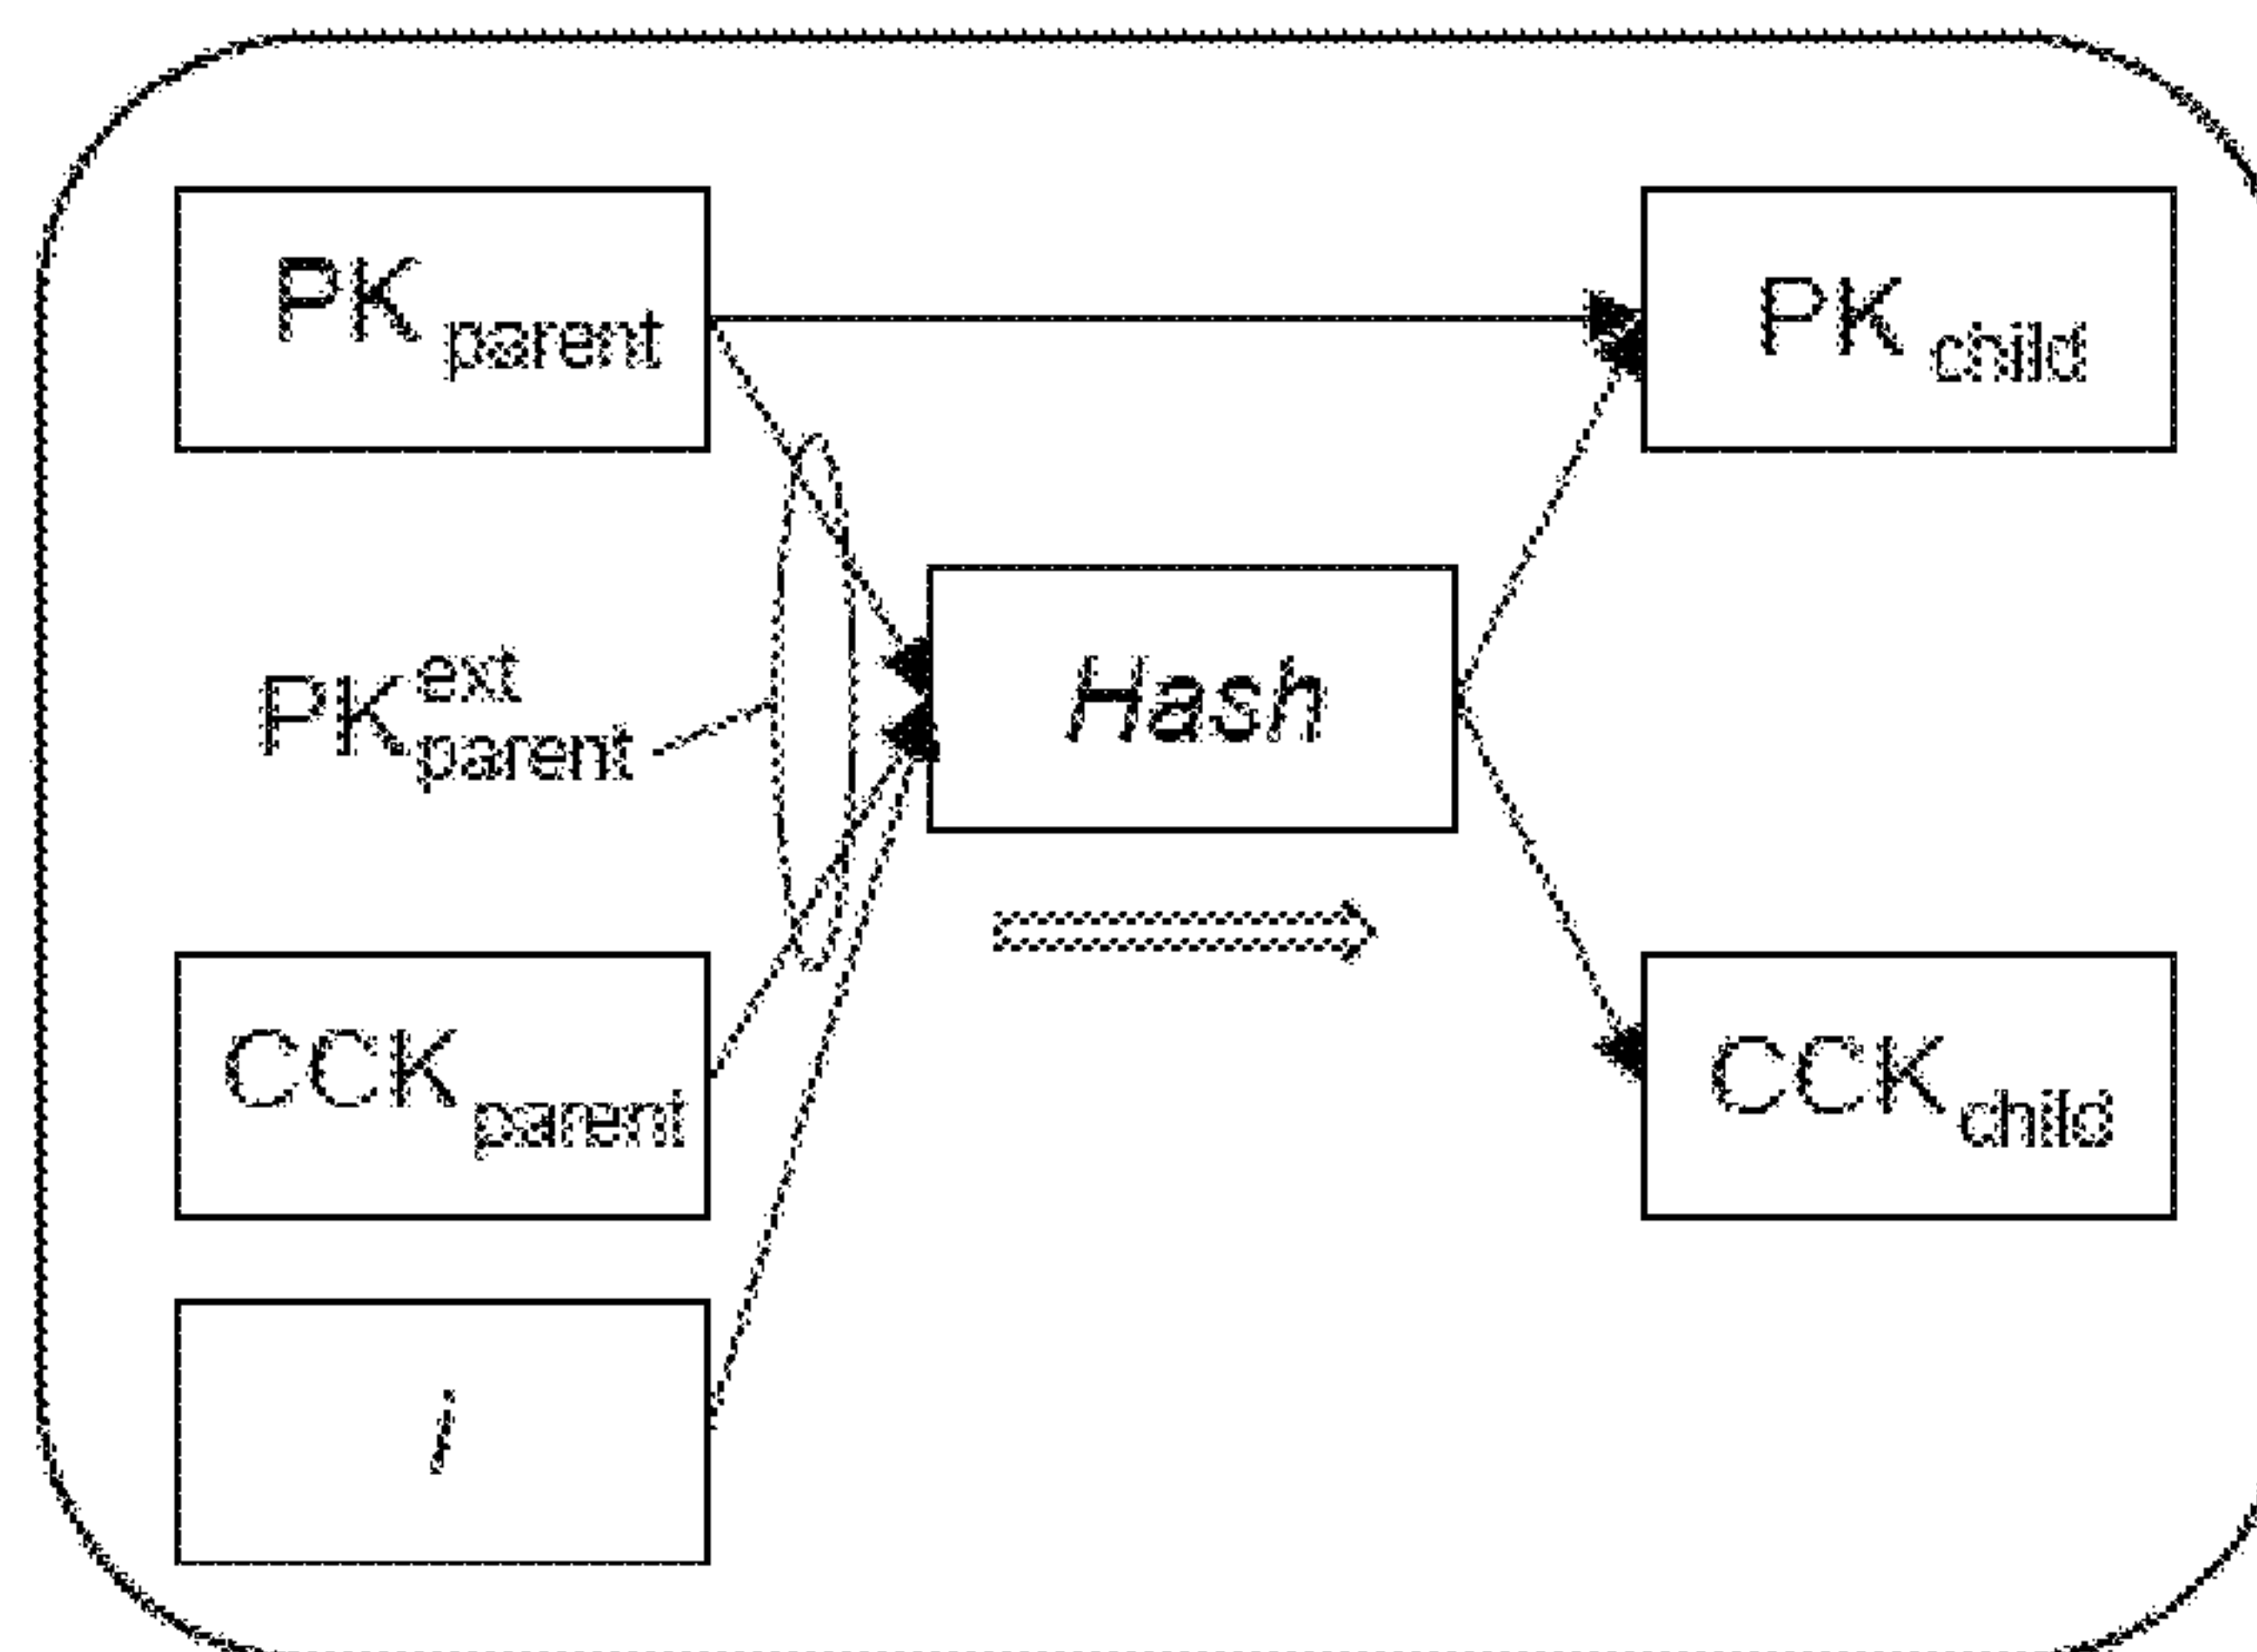 PK parent
PK child
PK ext parent
Hash
CCK parent
CCK child
I